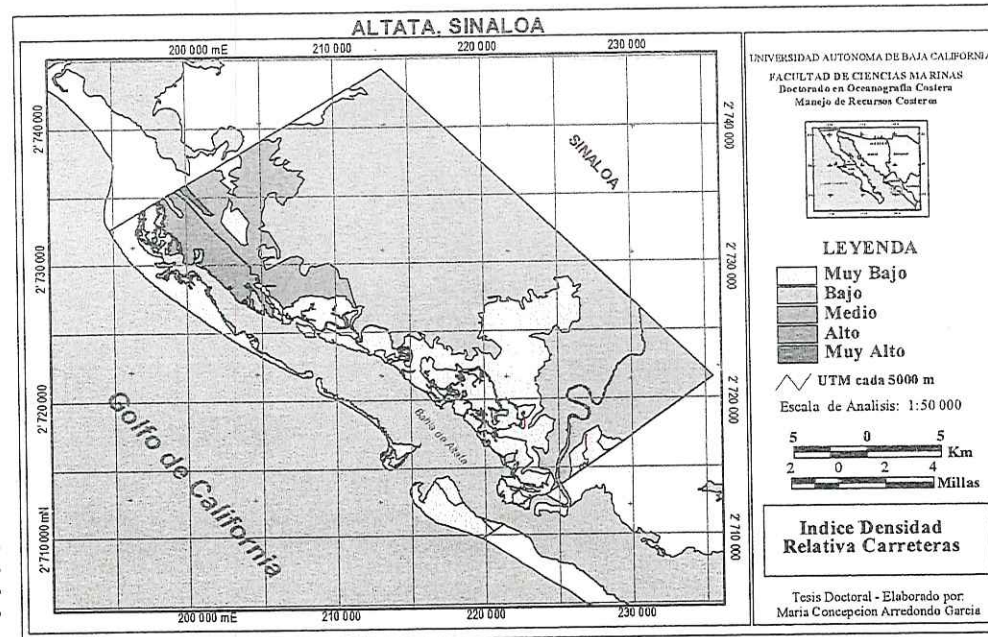 ALTATA. SINALOA
200 000 mE
210 000
220 000
230 000
2'740 000
2'730 000
2'720 000
2'710 000 mN
2'740 000
2'730 000
2'720 000
2'710 000
SINALOA
Golfo de California
200 000 mE
210 000
220 000
230 000
UNIVERSIDAD AUTONOMA DE BAJA CALIFORNIA
FACULTAD DE CIENCIAS MARINAS
Doctorado en Oceanografia Costera
Manejo de Recursos Costeros
LEYENDA
Muy Bajo
Bajo
Medio
Alto
Muy Alto
UTM cada 5000 m
Escala de Analisis: 1:50 000
5 0 5
Km
2 0 2 4
Millas
Indice Densidad
Relativa Carreteras
Tesis Doctoral - Elaborado por:
Maria Concepcion Arredondo Garcia